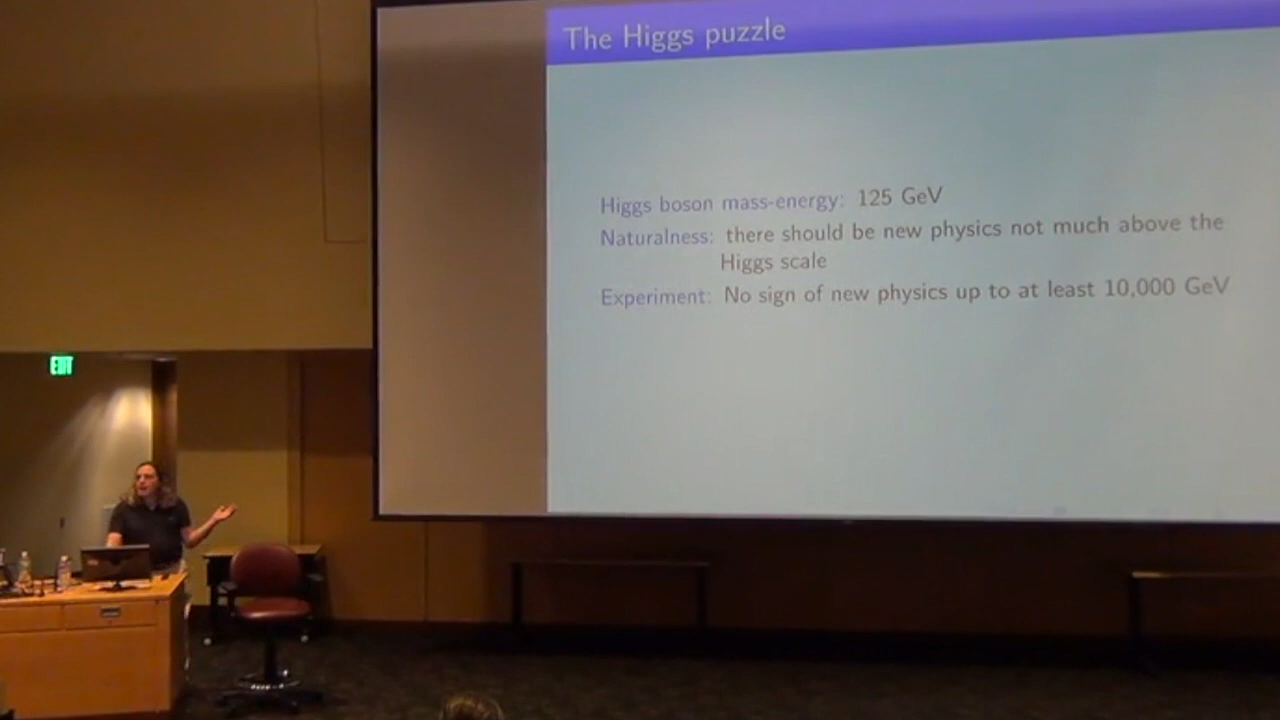 The Higgs puzzle
Higgs boson mass-energy: 125 GeV
Naturalness: there should be new physics not much above the
Higgs scale
Experiment: No sign of new physics up to at least 10,000 GeV
EXIT